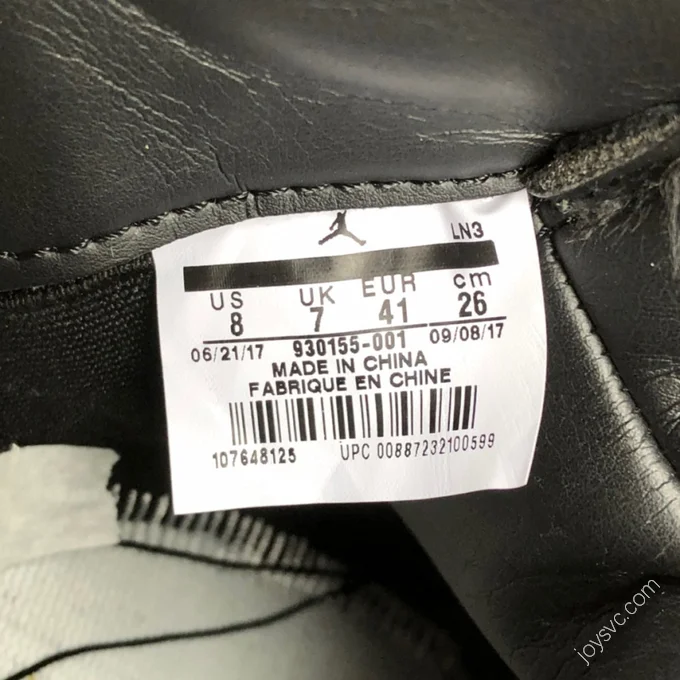 LN3
US UK EUR cm
8 7 41 26
06/21/17 930155-001 09/08/17
MADE IN CHINA
FABRIQUE EN CHINE
107648125 UPC 00887232100599
joysvc.com